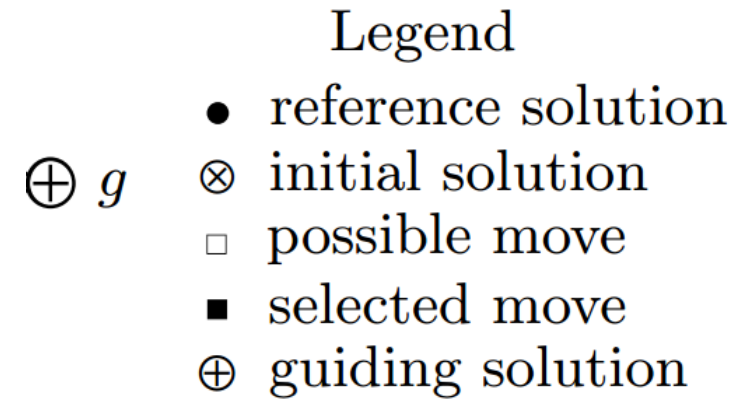 Legend
● reference solution
⊕ g ⊗ initial solution
□ possible move
■ selected move
⊕ guiding solution